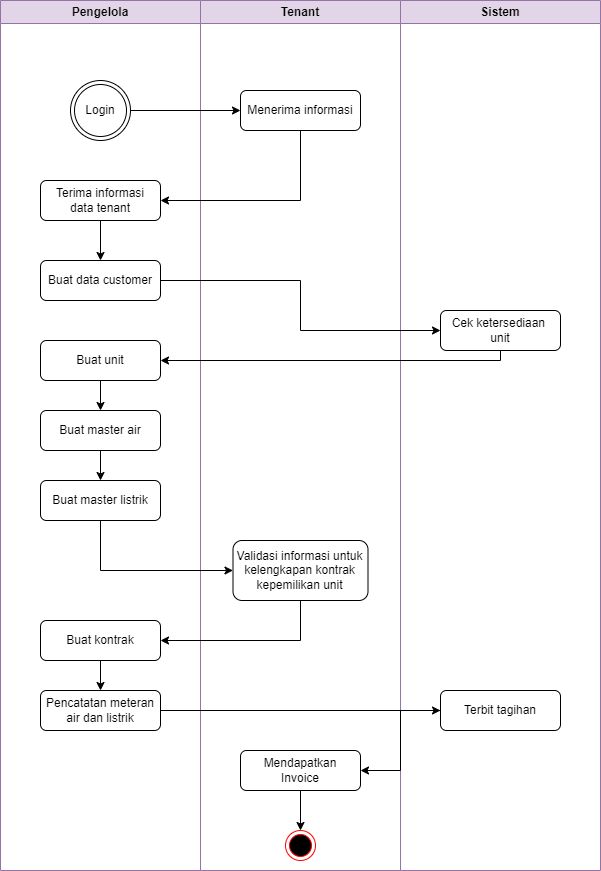 Pengelola
Tenant
Sistem
Login
Menerima informasi
Terima informasi
data tenant
Buat data customer
Cek ketersediaan
unit
Buat unit
Buat master air
Buat master listrik
Validasi informasi untuk
kelengkapan kontrak
kepemilikan unit
Buat kontrak
Pencatatan meteran
air dan listrik
Terbit tagihan
Mendapatkan
Invoice